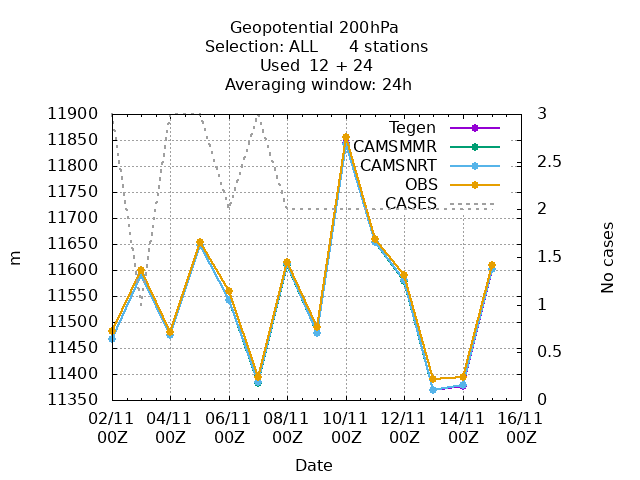 Geopotential 200hPa
Selection: ALL 4 stations
Used 12 + 24
Averaging window: 24h
11900
11850
11800
11750
11700
11650
11600
11550
11500
11450
11400
11350
m
3
2.5
2
1.5
1
0.5
0
No cases
Tegen
CAMSMMR
CAMSNRT
OBS
CASES
02/11 04/11 06/11 08/11 10/11 12/11 14/11 16/11
00Z 00Z 00Z 00Z 00Z 00Z 00Z 00Z
Date